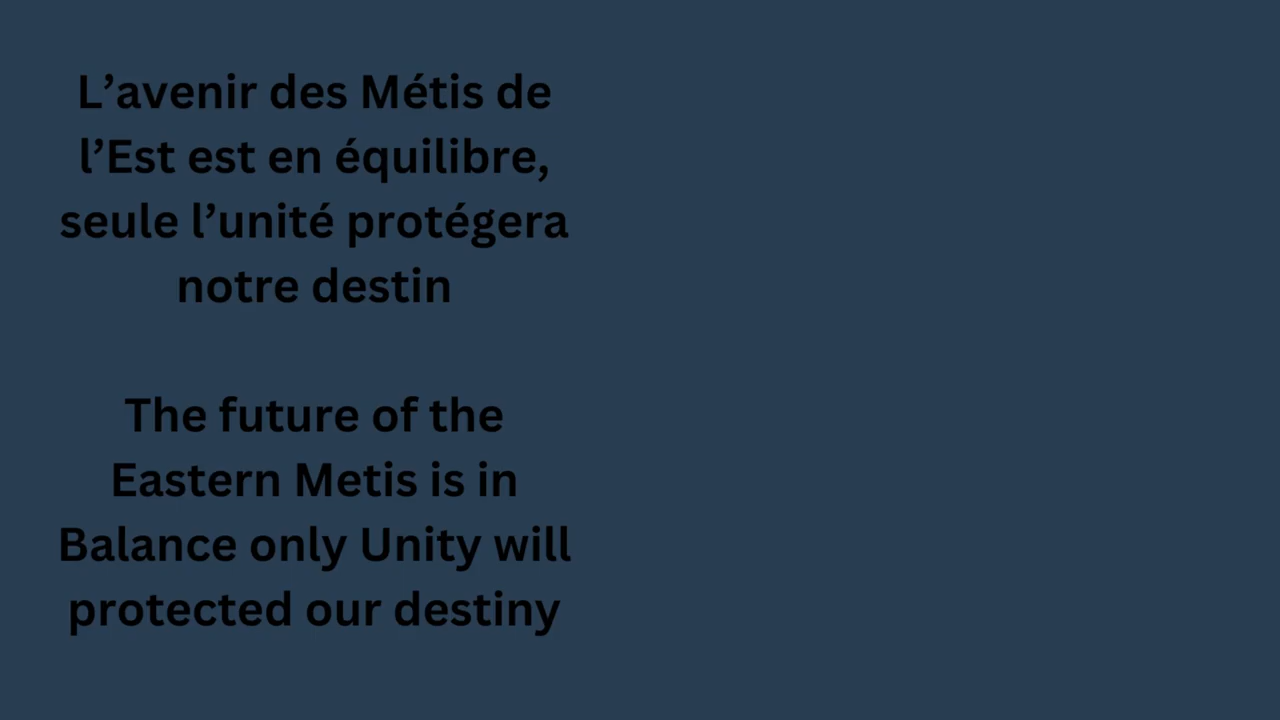 L’avenir des Métis de
l’Est est en équilibre,
seule l’unité protégera
notre destin
The future of the
Eastern Metis is in
Balance only Unity will
protected our destiny